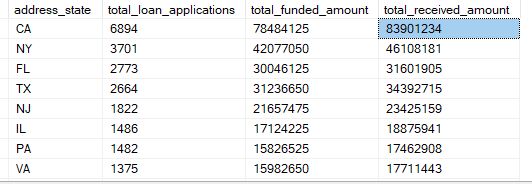 address_state total_loan_applications total_funded_amount total_received_amount
CA 6894 78484125 83901234
NY 3701 42077050 46108181
FL 2773 30046125 31601905
TX 2664 31236650 34392715
NJ 1822 21657475 23425159
IL 1486 17124225 18875941
PA 1482 15826525 17462908
VA 1375 15982650 17711443